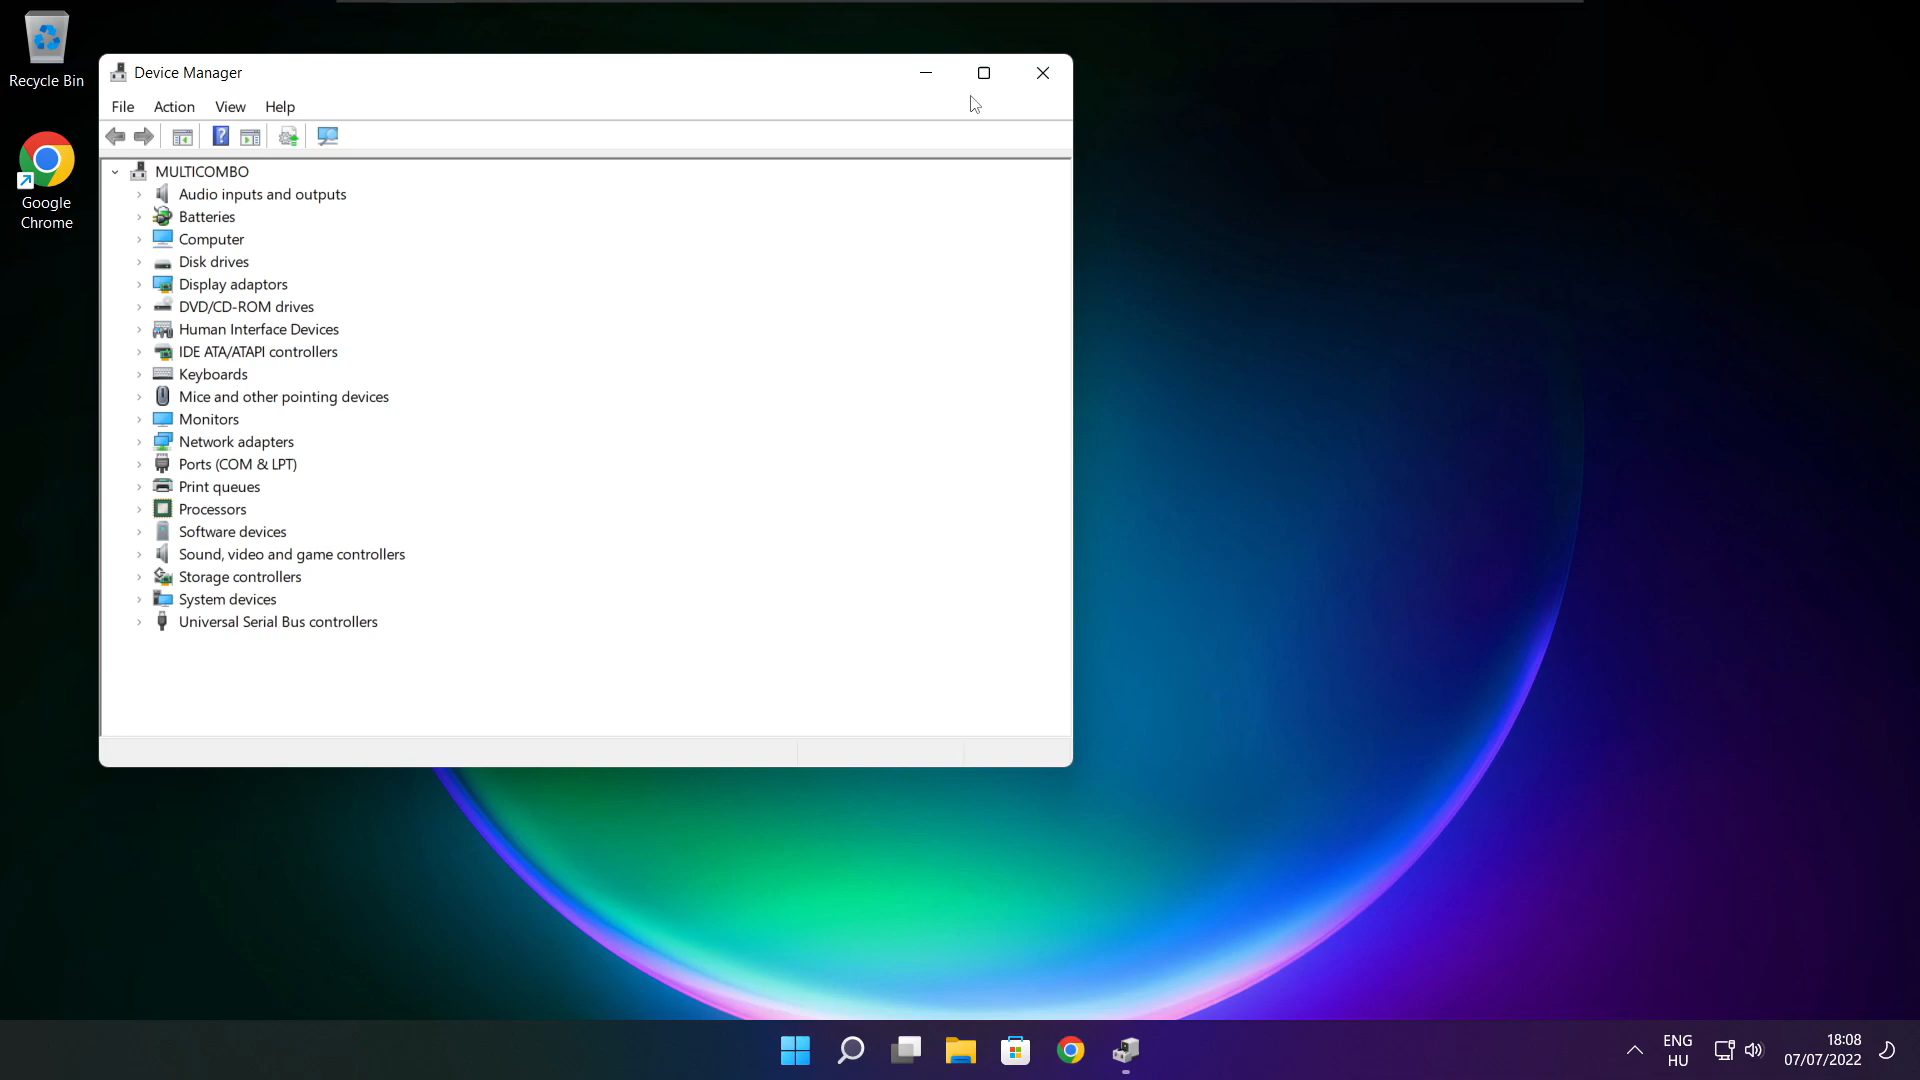 Recycle Bin
Google
Chrome
Device Manager
File Action View Help
MULTICOMBO
Audio inputs and outputs
Batteries
Computer
Disk drives
Display adaptors
DVD/CD-ROM drives
Human Interface Devices
IDE ATA/ATAPI controllers
Keyboards
Mice and other pointing devices
Monitors
Network adapters
Ports (COM & LPT)
Print queues
Processors
Software devices
Sound, video and game controllers
Storage controllers
System devices
Universal Serial Bus controllers
ENG
HU
18:08
07/07/2022